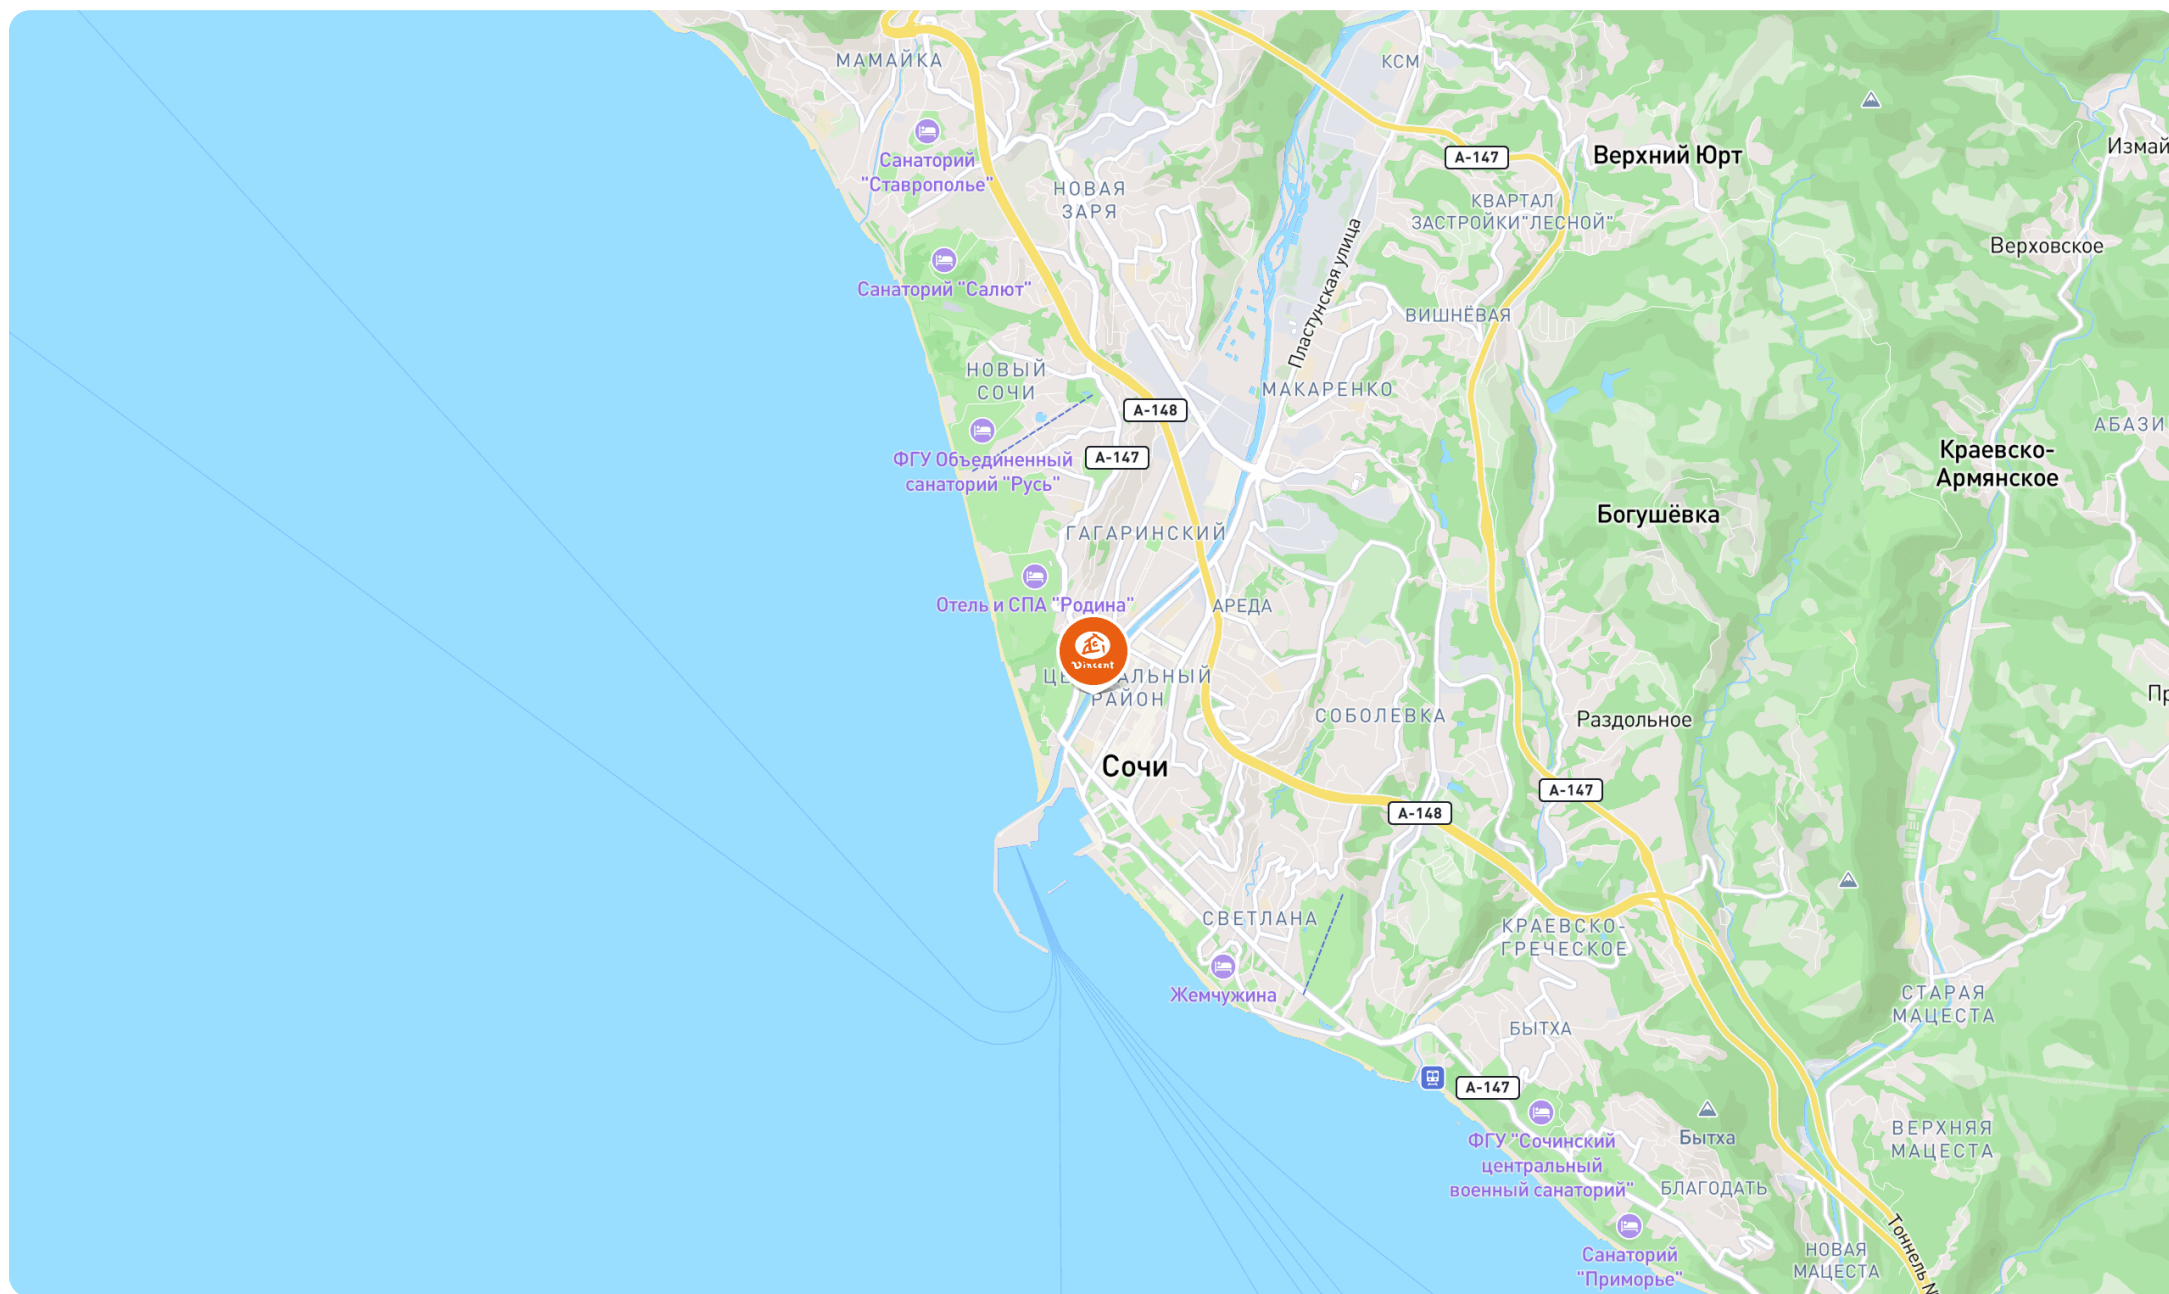 МАМАЙКА
КСМ
Санаторий
"Ставрополье"
А-147
Верхний Юрт
НОВАЯ
ЗАРЯ
КВАРТАЛ
ЗАСТРОЙКИ"ЛЕСНОЙ"
Измай
Верховское
Санаторий "Салют"
Пластунская улица
ВИШНЁВАЯ
НОВЫЙ
СОЧИ
МАКАРЕНКО
А-148
АБАЗИ
А-147
ФГУ Объединенный
санаторий "Русь"
Краевско-
Армянское
Богушёвка
ГАГАРИНСКИЙ
Отель и СПА "Родина"
АРЕДА
Vincent
ЦЕ АЛЬНЫЙ
РАЙОН
Пр
СОБОЛЕВКА
Раздольное
Сочи
А-147
А-148
СВЕТЛАНА
КРАЕВСКО-
ГРЕЧЕСКОЕ
Жемчужина
СТАРАЯ
МАЦЕСТА
БЫТХА
А-147
ФГУ "Сочинский
центральный
военный санаторий"
Бытха
ВЕРХНЯЯ
МАЦЕСТА
БЛАГОДАТЬ
Санаторий
"Приморье"
НОВАЯ
МАЦЕСТА
Тоннель №